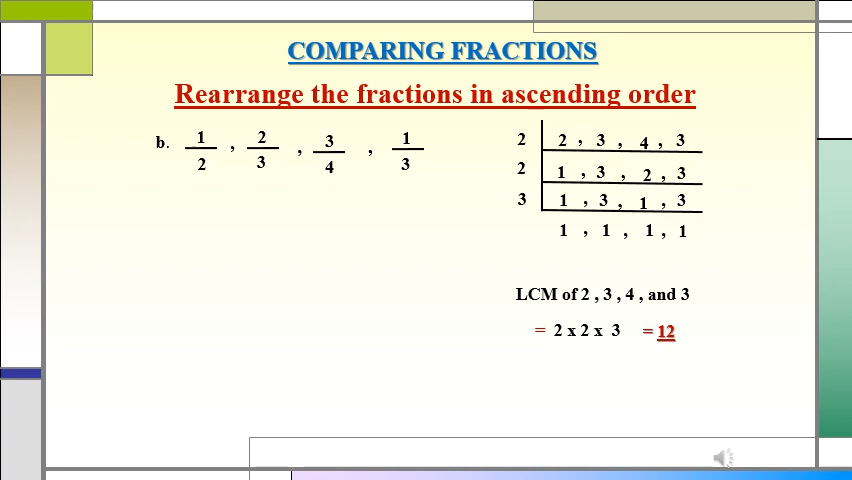 COMPARING FRACTIONS
Rearrange the fractions in ascending order
b. 1/2 , 2/3 , 3/4 , 1/3
2 | 2 , 3 , 4 , 3
2 | 1 , 3 , 2 , 3
3 | 1 , 3 , 1 , 3
1 , 1 , 1 , 1
LCM of 2 , 3 , 4 , and 3
= 2 x 2 x 3 = 12